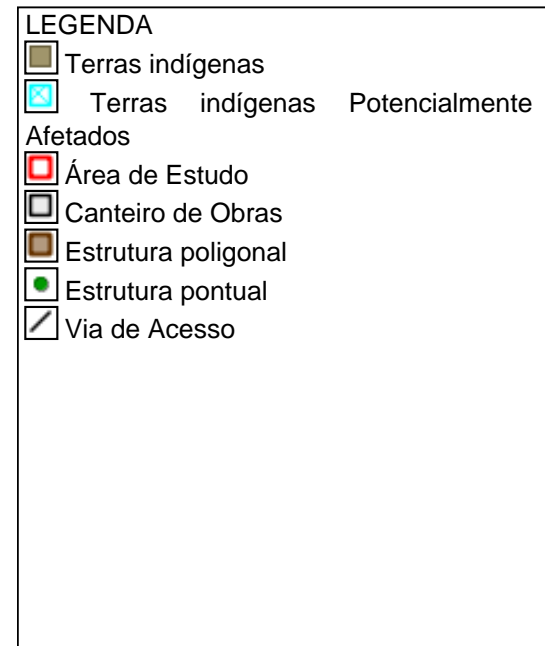 LEGENDA
Terras indígenas
Terras indígenas Potencialmente
Afetados
Área de Estudo
Canteiro de Obras
Estrutura poligonal
Estrutura pontual
Via de Acesso